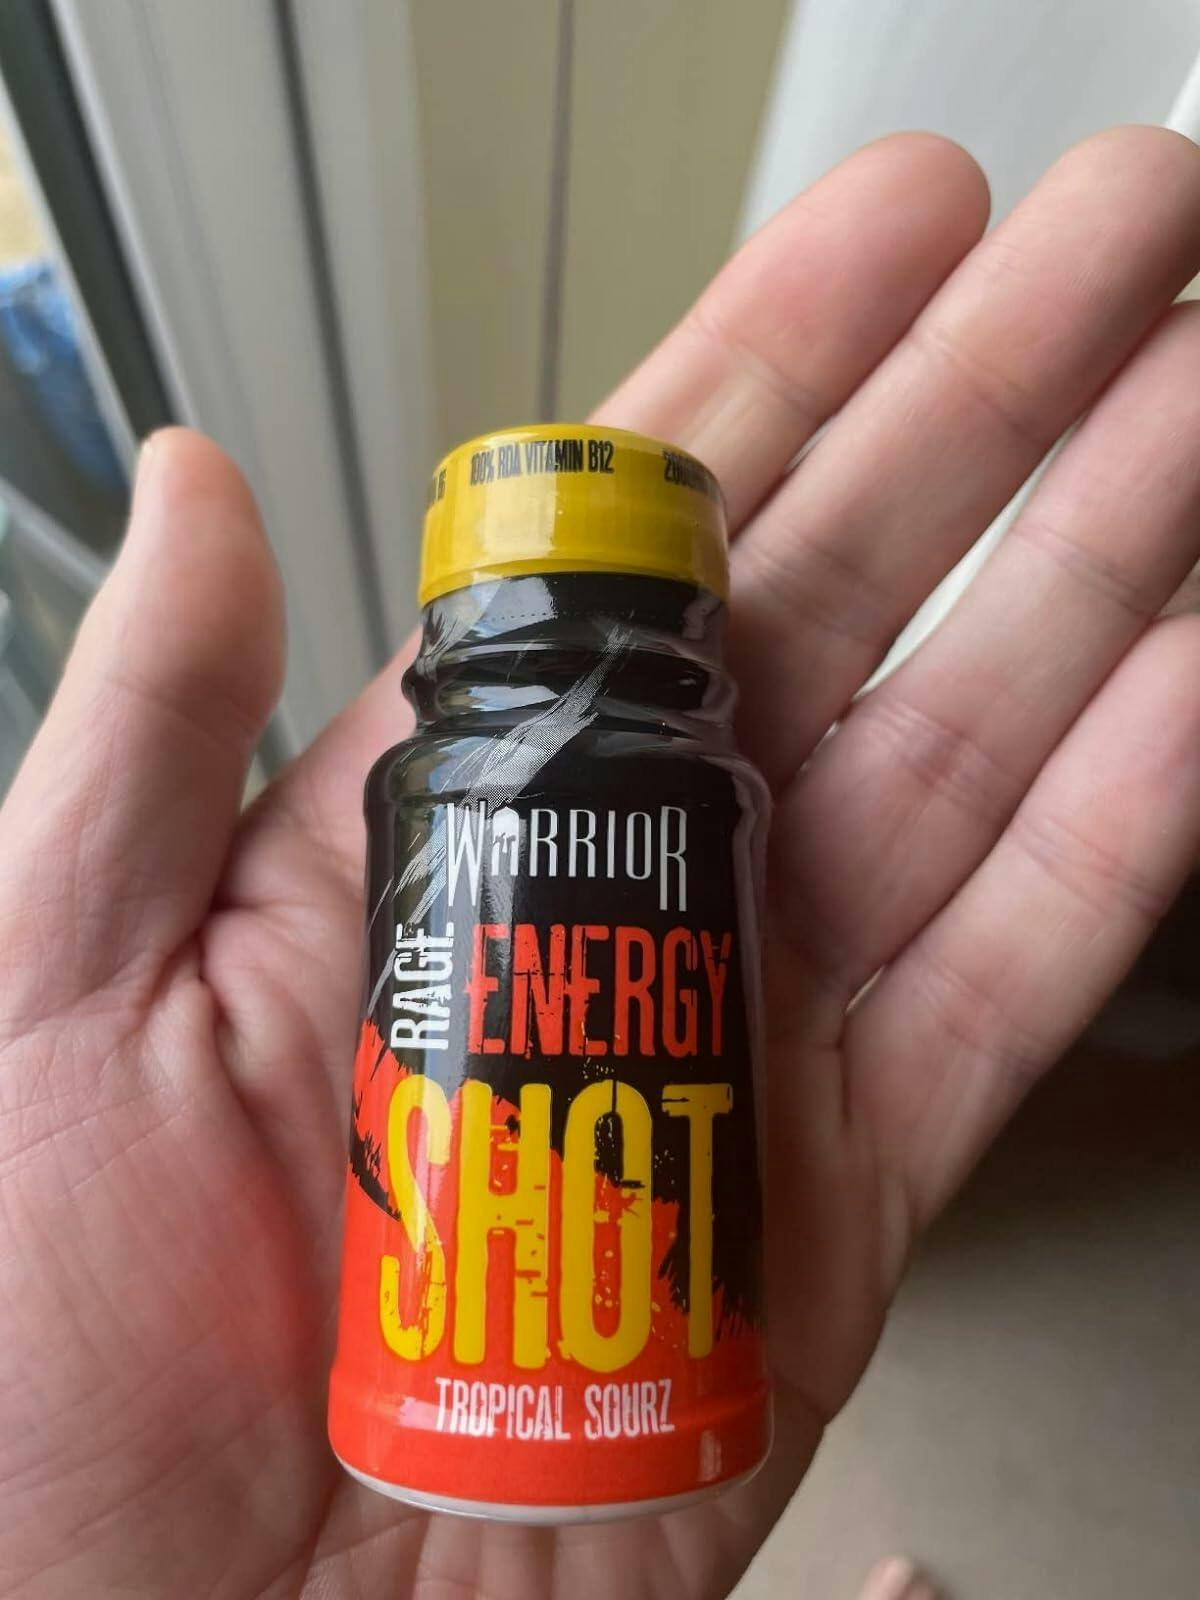 100% RDA VITAMIN B12
WARRIOR
RAGE
ENERGY
SHOT
TROPICAL SOURZ